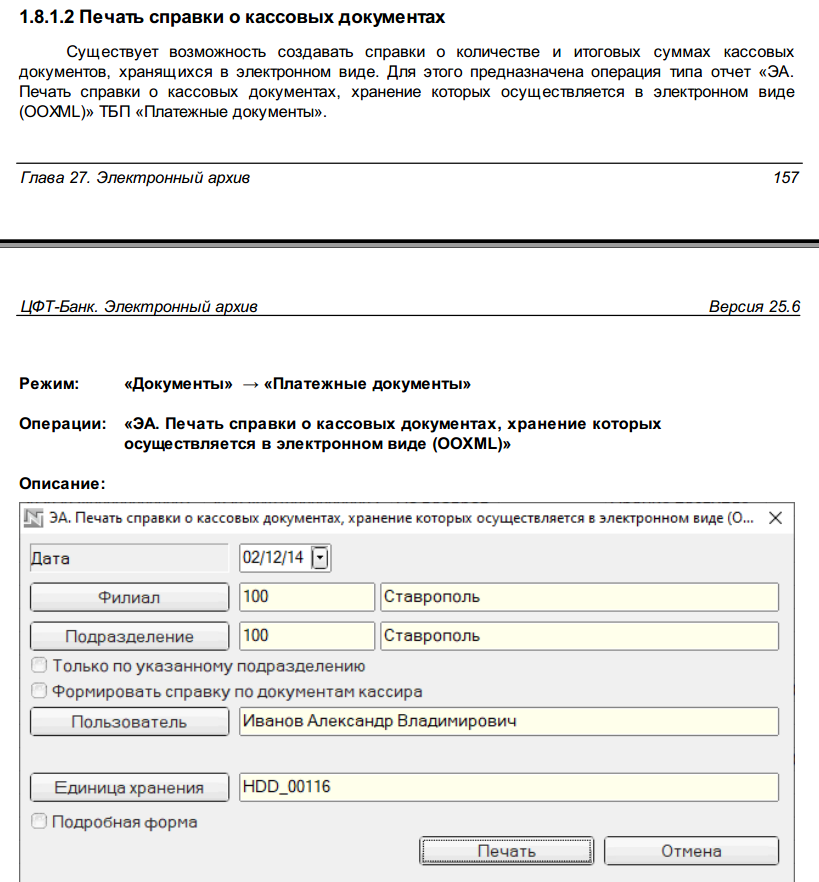 1.8.1.2 Печать справки о кассовых документах
Существует возможность создавать справки о количестве и итоговых суммах кассовых
документов, хранящихся в электронном виде. Для этого предназначена операция типа отчет «ЭА.
Печать справки о кассовых документах, хранение которых осуществляется в электронном виде
(OOXML)» ТБП «Платежные документы».
Глава 27. Электронный архив 157
ЦФТ-Банк. Электронный архив Версия 25.6
Режим: «Документы» → «Платежные документы»
Операции: «ЭА. Печать справки о кассовых документах, хранение которых
осуществляется в электронном виде (OOXML)»
Описание:
ЭА. Печать справки о кассовых документах, хранение которых осуществляется в электронном виде (О...
Дата 02/12/14
Филиал 100 Ставрополь
Подразделение 100 Ставрополь
Только по указанному подразделению
Формировать справку по документам кассира
Пользователь Иванов Александр Владимирович
Единица хранения HDD_00116
Подробная форма
Печать Отмена